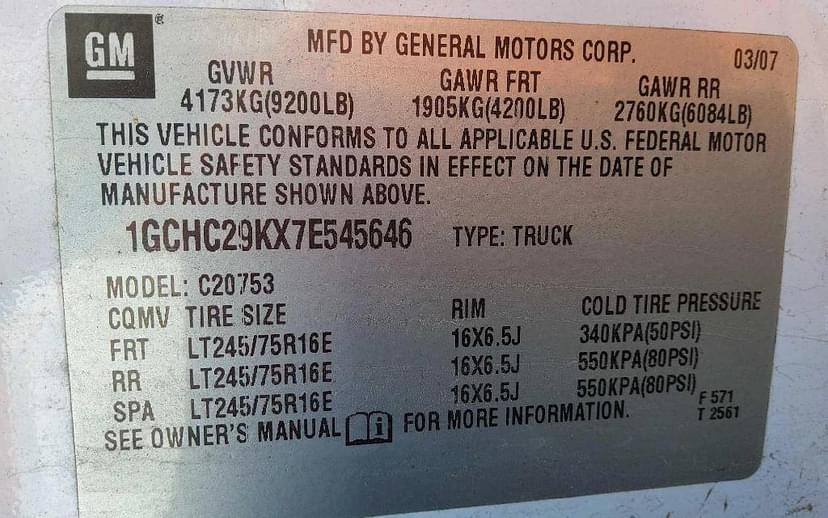 GM ®
MFD BY GENERAL MOTORS CORP. 03/07
GVWR GAWR FRT GAWR RR
4173KG(9200LB) 1905KG(4200LB) 2760KG(6084LB)
THIS VEHICLE CONFORMS TO ALL APPLICABLE U.S. FEDERAL MOTOR
VEHICLE SAFETY STANDARDS IN EFFECT ON THE DATE OF
MANUFACTURE SHOWN ABOVE.
1GCHC29KX7E545646 TYPE: TRUCK
MODEL: C20753
CQMV TIRE SIZE RIM COLD TIRE PRESSURE
FRT LT245/75R16E 16X6.5J 340KPA(50PSI)
RR LT245/75R16E 16X6.5J 550KPA(80PSI)
SPA LT245/75R16E 16X6.5J 550KPA(80PSI) F 571
SEE OWNER'S MANUAL i FOR MORE INFORMATION. T 2561